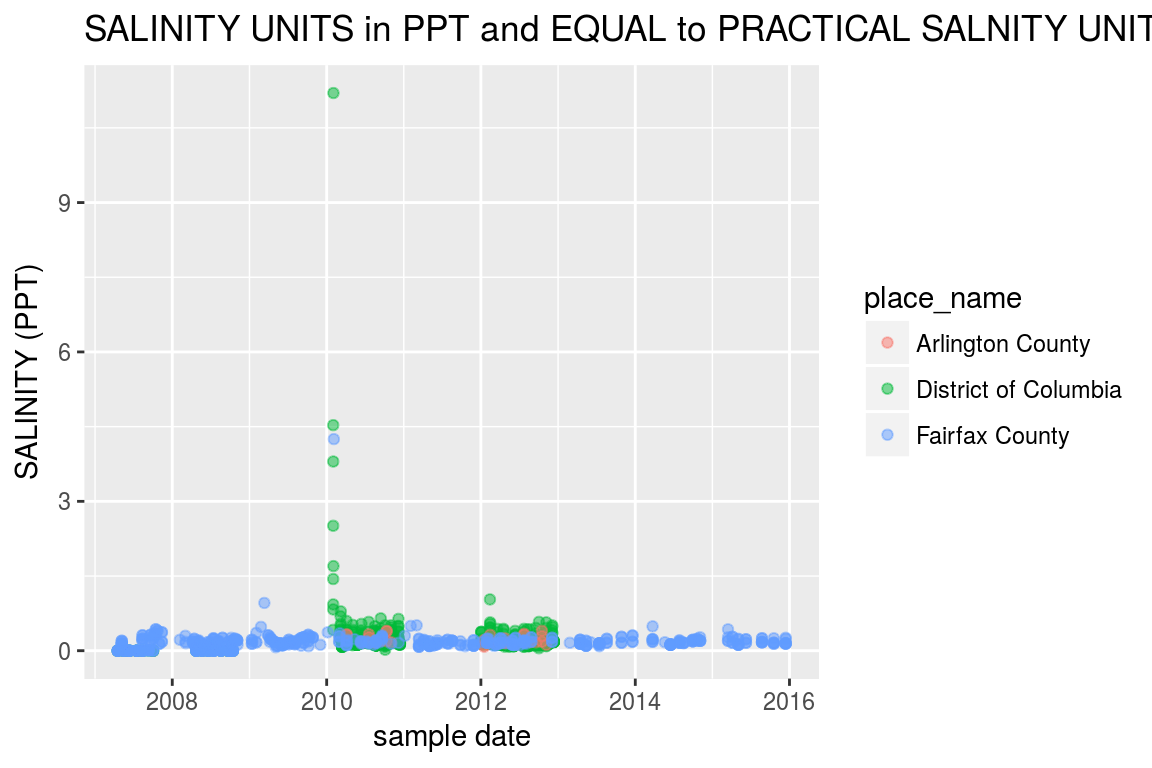 SALINITY UNITS in PPT and EQUAL to PRACTICAL SALNITY UNIT
SALINITY (PPT)
9
6
3
0
2008 2010 2012 2014 2016
sample date
place_name
Arlington County
District of Columbia
Fairfax County